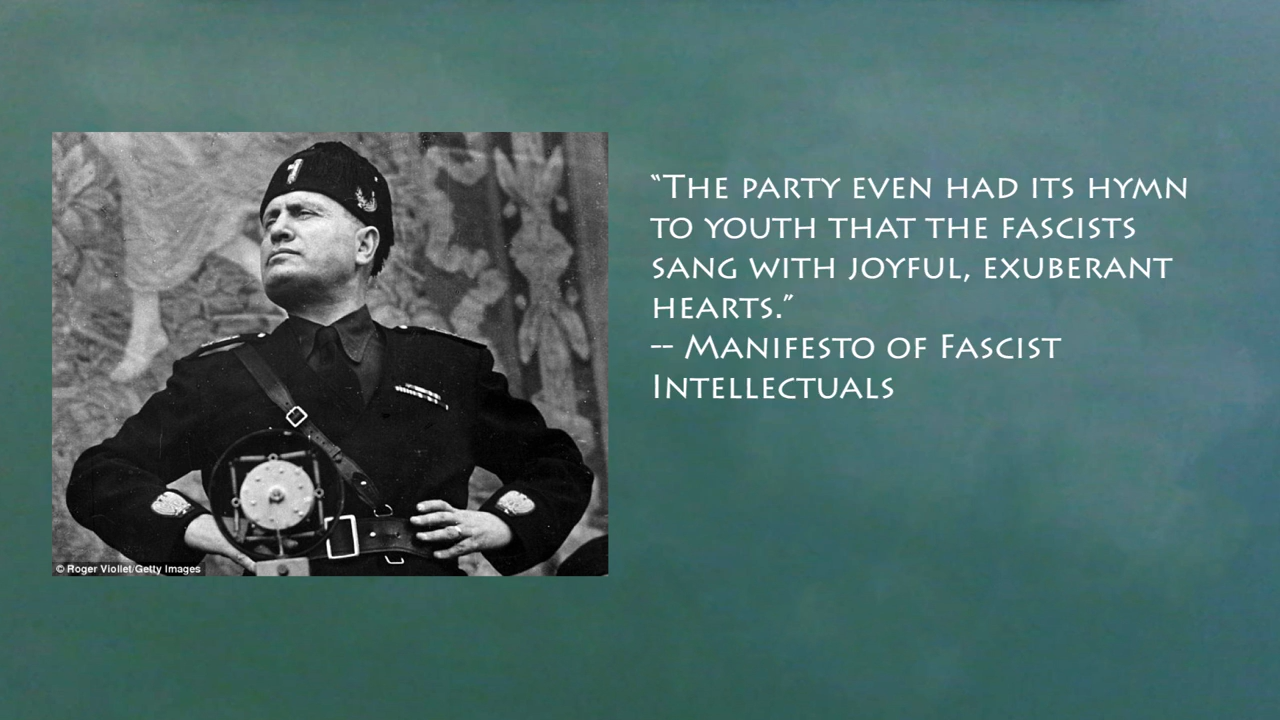 “The party even had its hymn
to youth that the fascists
sang with joyful, exuberant
hearts.”
-- Manifesto of Fascist
Intellectuals
© Roger Viollet/Getty Images